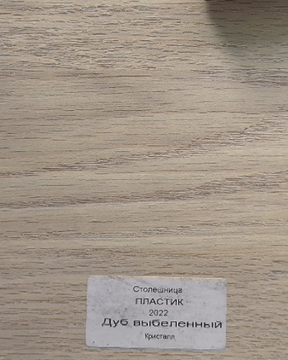 Столешница
ПЛАСТИК
2022
Дуб выбеленный
Кристалл